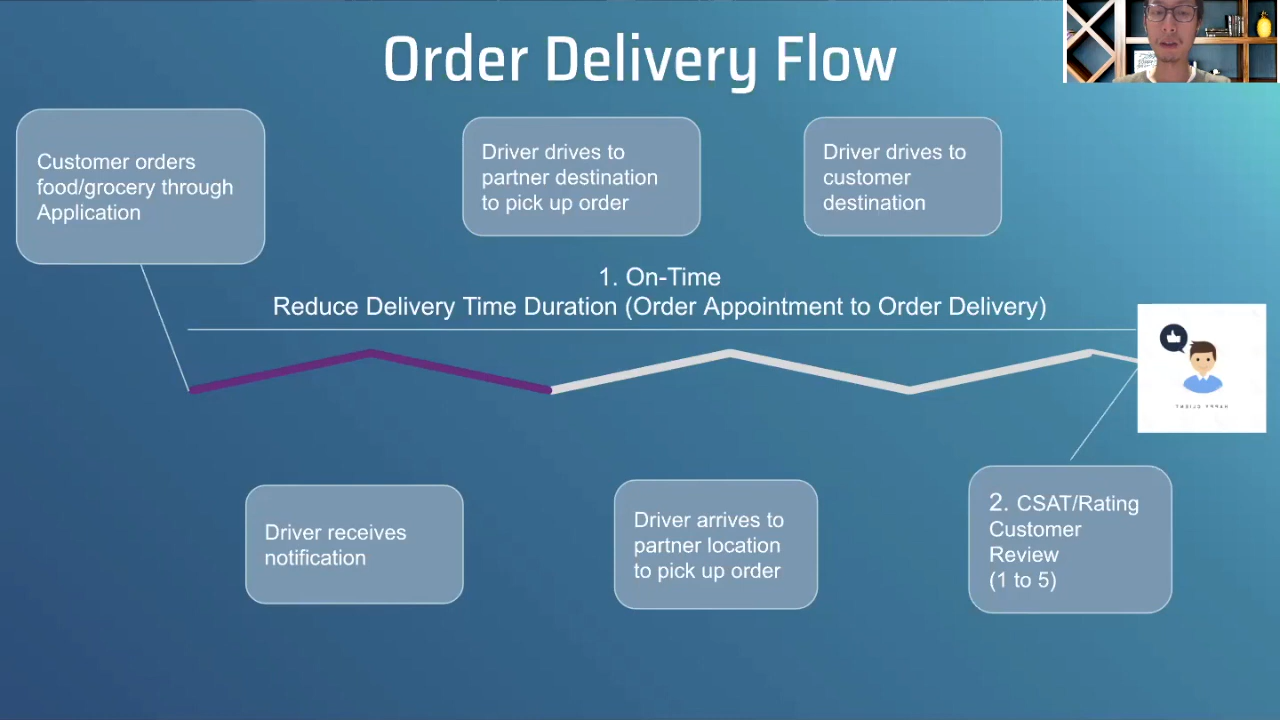 Order Delivery Flow
Customer orders
food/grocery through
Application
Driver drives to
partner destination
to pick up order
Driver drives to
customer
destination
1. On-Time
Reduce Delivery Time Duration (Order Appointment to Order Delivery)
Driver receives
notification
Driver arrives to
partner location
to pick up order
2. CSAT/Rating
Customer
Review
(1 to 5)